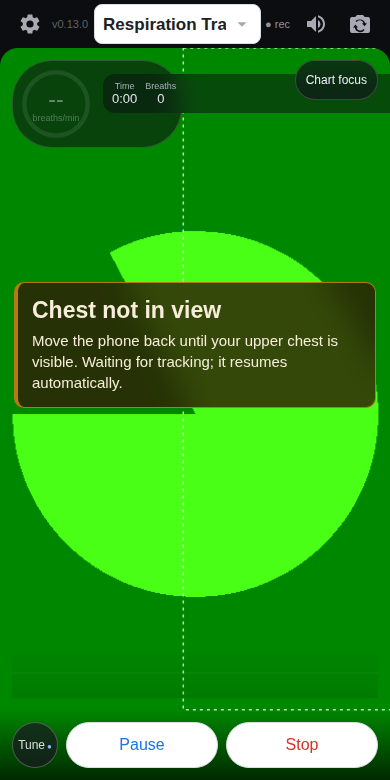 v0.13.0
Respiration Tra
● rec
--
breaths/min
Time
0:00
Breaths
0
Chart focus
Chest not in view
Move the phone back until your upper chest is
visible. Waiting for tracking; it resumes
automatically.
Tune
Pause
Stop